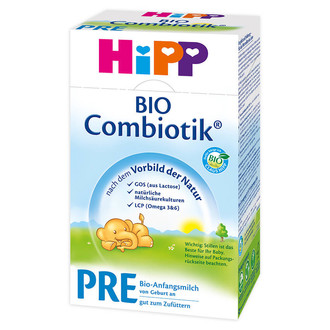 HiPP
BIO
Combiotik®
nach dem Vorbild der Natur
GOS (aus Lactose)
natürliche
Milchsäurekulturen
LCP (Omega 3&6)
BIO
Wichtig: Stillen ist das
Beste für Ihr Baby.
Hinweise auf Packungs-
rückseite beachten.
PRE
Bio-Anfangsmilch
von Geburt an
gut zum Zufüttern